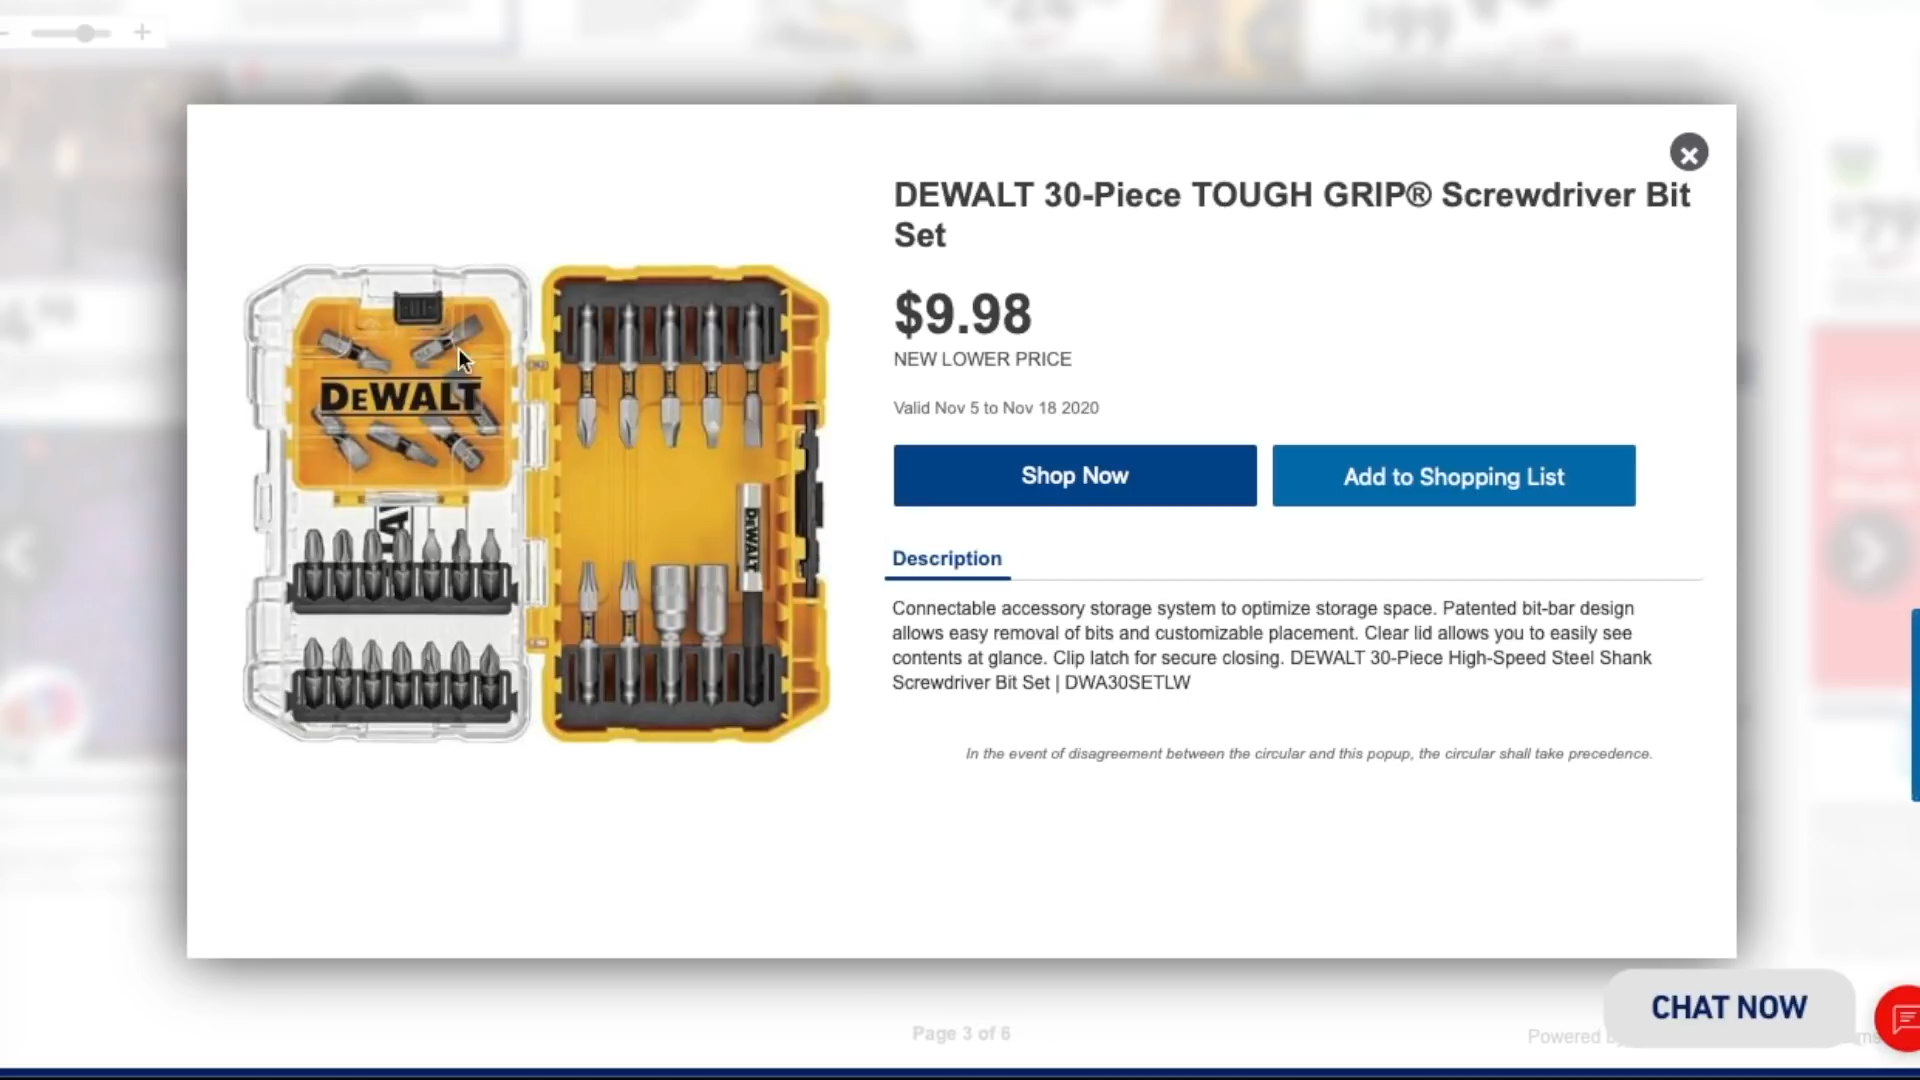 DEWALT 30-Piece TOUGH GRIP® Screwdriver Bit
Set
$9.98
NEW LOWER PRICE
Valid Nov 5 to Nov 18 2020
Shop Now
Add to Shopping List
DEWALT
DEWALT
Description
Connectable accessory storage system to optimize storage space. Patented bit-bar design
allows easy removal of bits and customizable placement. Clear lid allows you to easily see
contents at glance. Clip latch for secure closing. DEWALT 30-Piece High-Speed Steel Shank
Screwdriver Bit Set | DWA30SETLW
In the event of disagreement between the circular and this popup, the circular shall take precedence.
CHAT NOW
Page 3 of 6
Powered